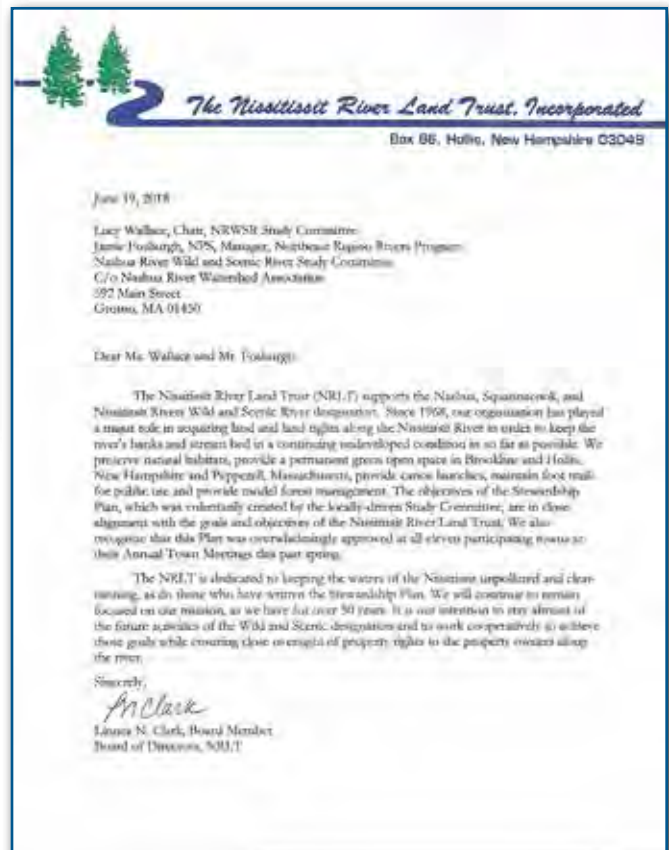 The Nissitissit River Land Trust, Incorporated
Box 66, Hollis, New Hampshire 03049
June 19, 2018
Lucy Wallace, Chair, NRWSR Study Committee
Jamie Fosburgh, NPS, Manager, Northeast Region Rivers Program
Nashua River Wild and Scenic River Study Committee
C/o Nashua River Watershed Association
592 Main Street
Groton, MA 01450
Dear Ms. Wallace and Mr. Fosburgh:
The Nissitissit River Land Trust (NRLT) supports the Nashua, Squannacook, and
Nissitissit Rivers Wild and Scenic River designation. Since 1968, our organization has played
a major role in acquiring land and land rights along the Nissitissit River in order to keep the
river's banks and stream bed in a continuing undeveloped condition in so far as possible. We
preserve natural habitats, provide a permanent green open space in Brookline and Hollis,
New Hampshire and Pepperell, Massachusetts, provide canoe launches, maintain foot trails
for public use and provide model forest management. The objectives of the Stewardship
Plan, which was voluntarily created by the locally-driven Study Committee, are in close
alignment with the goals and objectives of the Nissitissit River Land Trust. We also
recognize that this Plan was overwhelmingly approved at all eleven participating towns at
their Annual Town Meetings this past spring.
The NRLT is dedicated to keeping the waters of the Nissitissit unpolluted and clear-
running, as do those who have written the Stewardship Plan. We will continue to remain
focused on our mission, as we have for over 50 years. It is our intention to stay abreast of
the future activities of the Wild and Scenic designation and to work cooperatively to achieve
those goals while ensuring close oversight of property rights to the property owners along
the river.
Sincerely,
Clark
N. Clark, Board Member
Board of Directors, NRLT